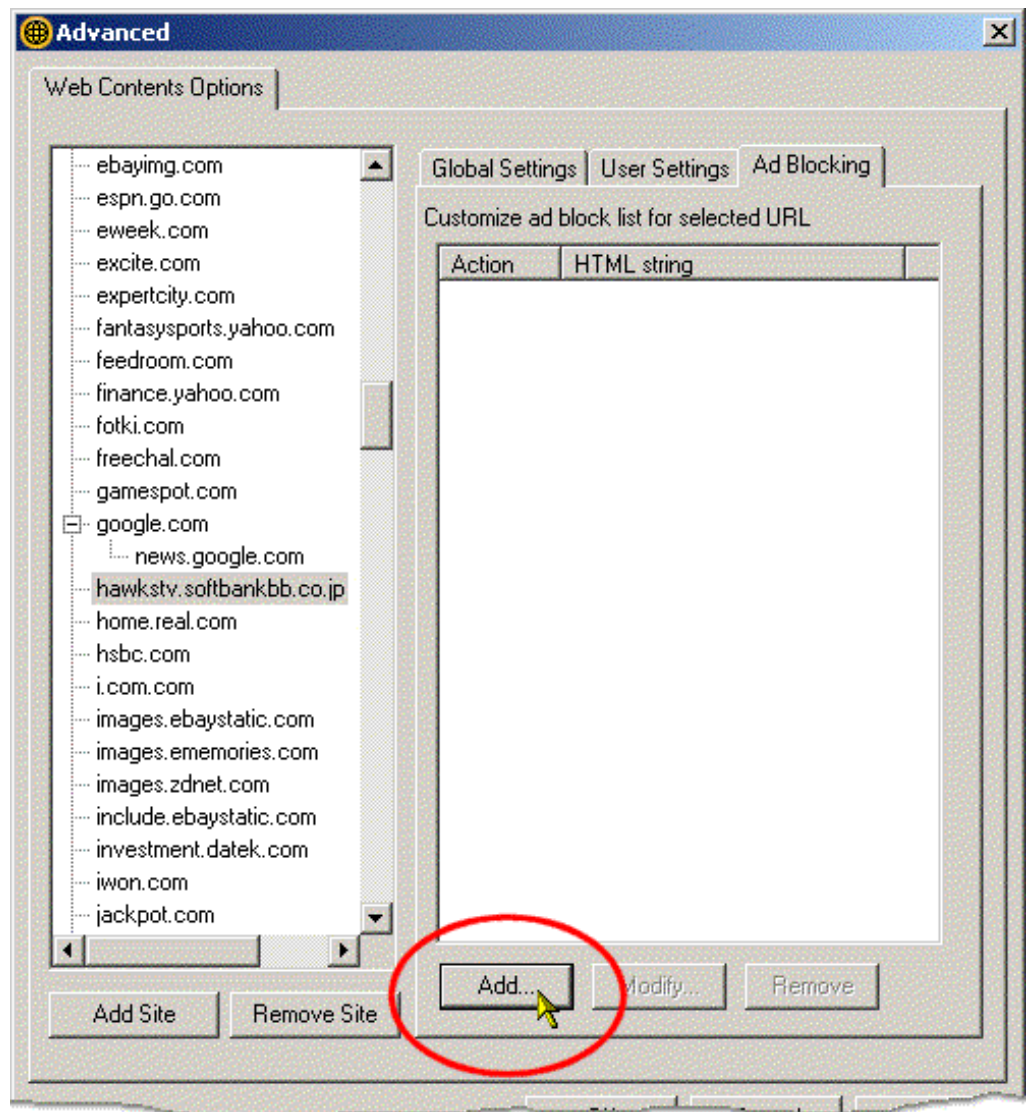 Advanced
Web Contents Options
ebayimg.com
espn.go.com
eweek.com
excite.com
expertcity.com
fantasysports.yahoo.com
feedroom.com
finance.yahoo.com
fotki.com
freechal.com
gamespot.com
google.com
news.google.com
hawkstv.softbankbb.co.jp
home.real.com
hsbc.com
i.com.com
images.ebaystatic.com
images.ememories.com
images.zdnet.com
include.ebaystatic.com
investment.datek.com
iwon.com
jackpot.com
Add Site Remove Site
Global Settings User Settings Ad Blocking
Customize ad block list for selected URL
Action HTML string
Add... Modify... Remove